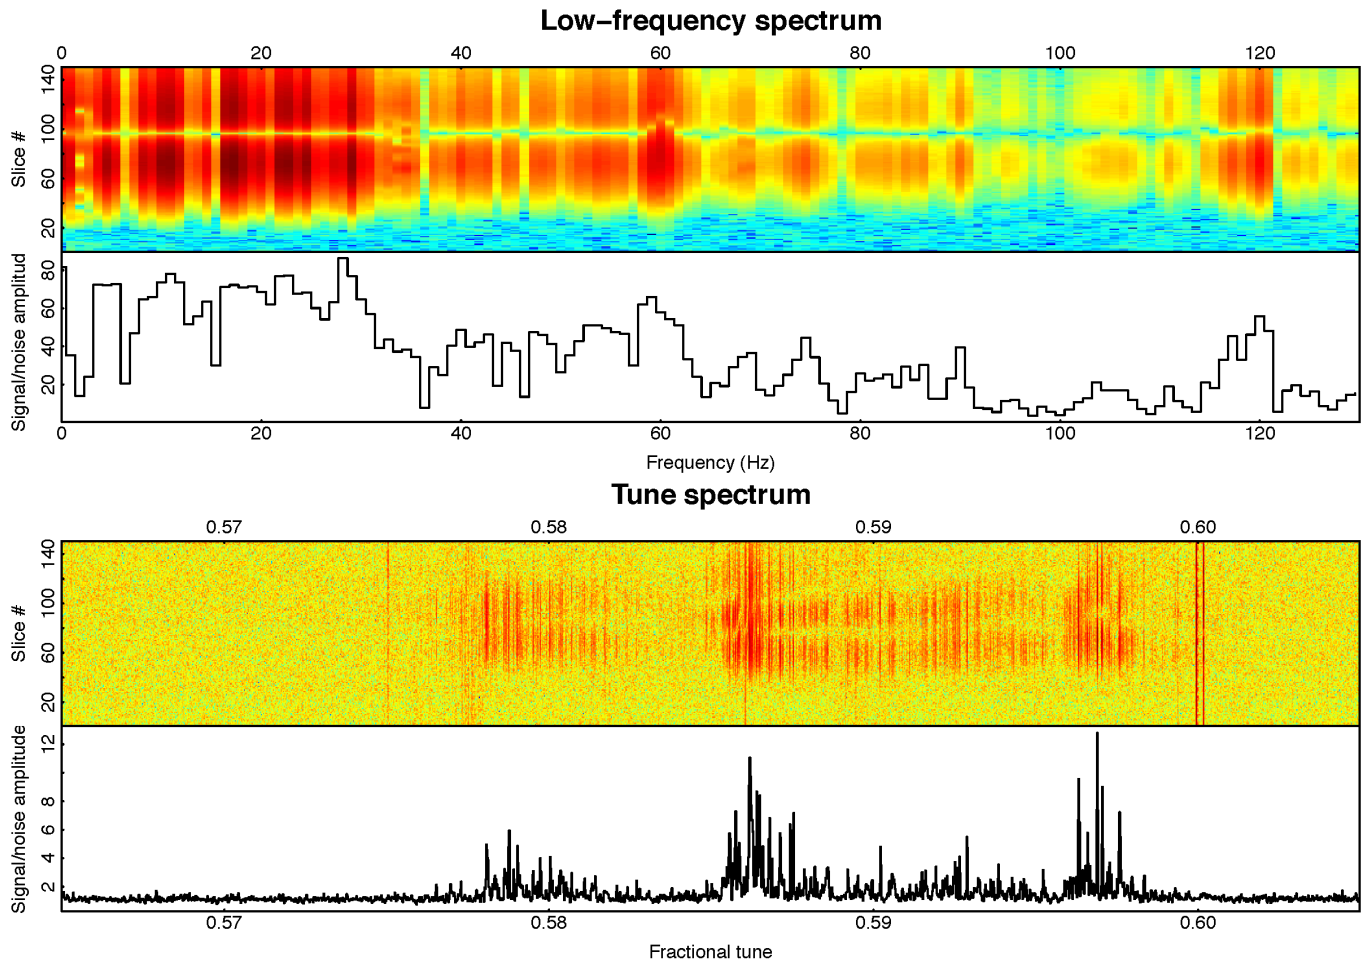 Low−frequency spectrum
0 20 40 60 80 100 120
140
100
60
20
Slice #
80
60
40
20
Signal/noise amplitud
0 20 40 60 80 100 120
Frequency (Hz)
Tune spectrum
0.57 0.58 0.59 0.60
140
100
60
20
Slice #
12
8
6
4
2
Signal/noise amplitude
0.57 0.58 0.59 0.60
Fractional tune